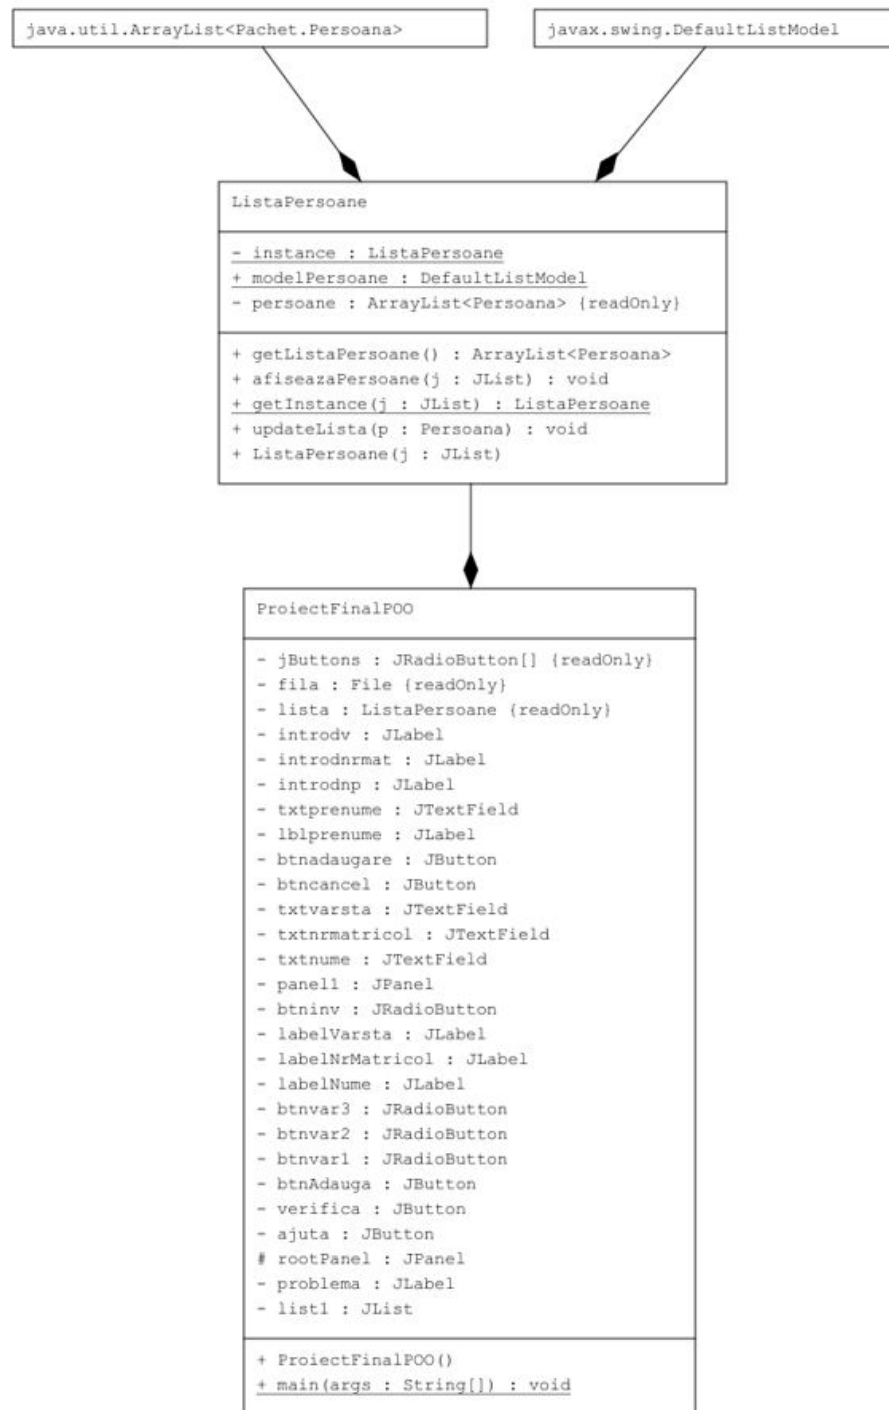 java.util.ArrayList<Pachet.Persoana>
javax.swing.DefaultListModel
ListaPersoane
- instance : ListaPersoane
+ modelPersoane : DefaultListModel
- persoane : ArrayList<Persoana> {readOnly}
+ getListaPersoane() : ArrayList<Persoana>
+ afiseazaPersoane(j : JList) : void
+ getInstance(j : JList) : ListaPersoane
+ updateLista(p : Persoana) : void
+ ListaPersoane(j : JList)
ProiectFinalPOO
- jButtons : JRadioButton[] {readOnly}
- fila : File {readOnly}
- lista : ListaPersoane {readOnly}
- introdv : JLabel
- introdnrmat : JLabel
- introdnp : JLabel
- txtprenume : JTextField
- lblprenume : JLabel
- btnadaugare : JButton
- btncancel : JButton
- txtvarsta : JTextField
- txtnrmatricol : JTextField
- txtnume : JTextField
- panel1 : JPanel
- btninv : JRadioButton
- labelVarsta : JLabel
- labelNrMatricol : JLabel
- labelNume : JLabel
- btnvar3 : JRadioButton
- btnvar2 : JRadioButton
- btnvar1 : JRadioButton
- btnAdauga : JButton
- verifica : JButton
- ajuta : JButton
# rootPanel : JPanel
- problema : JLabel
- list1 : JList
+ ProiectFinalPOO()
+ main(args : String[]) : void